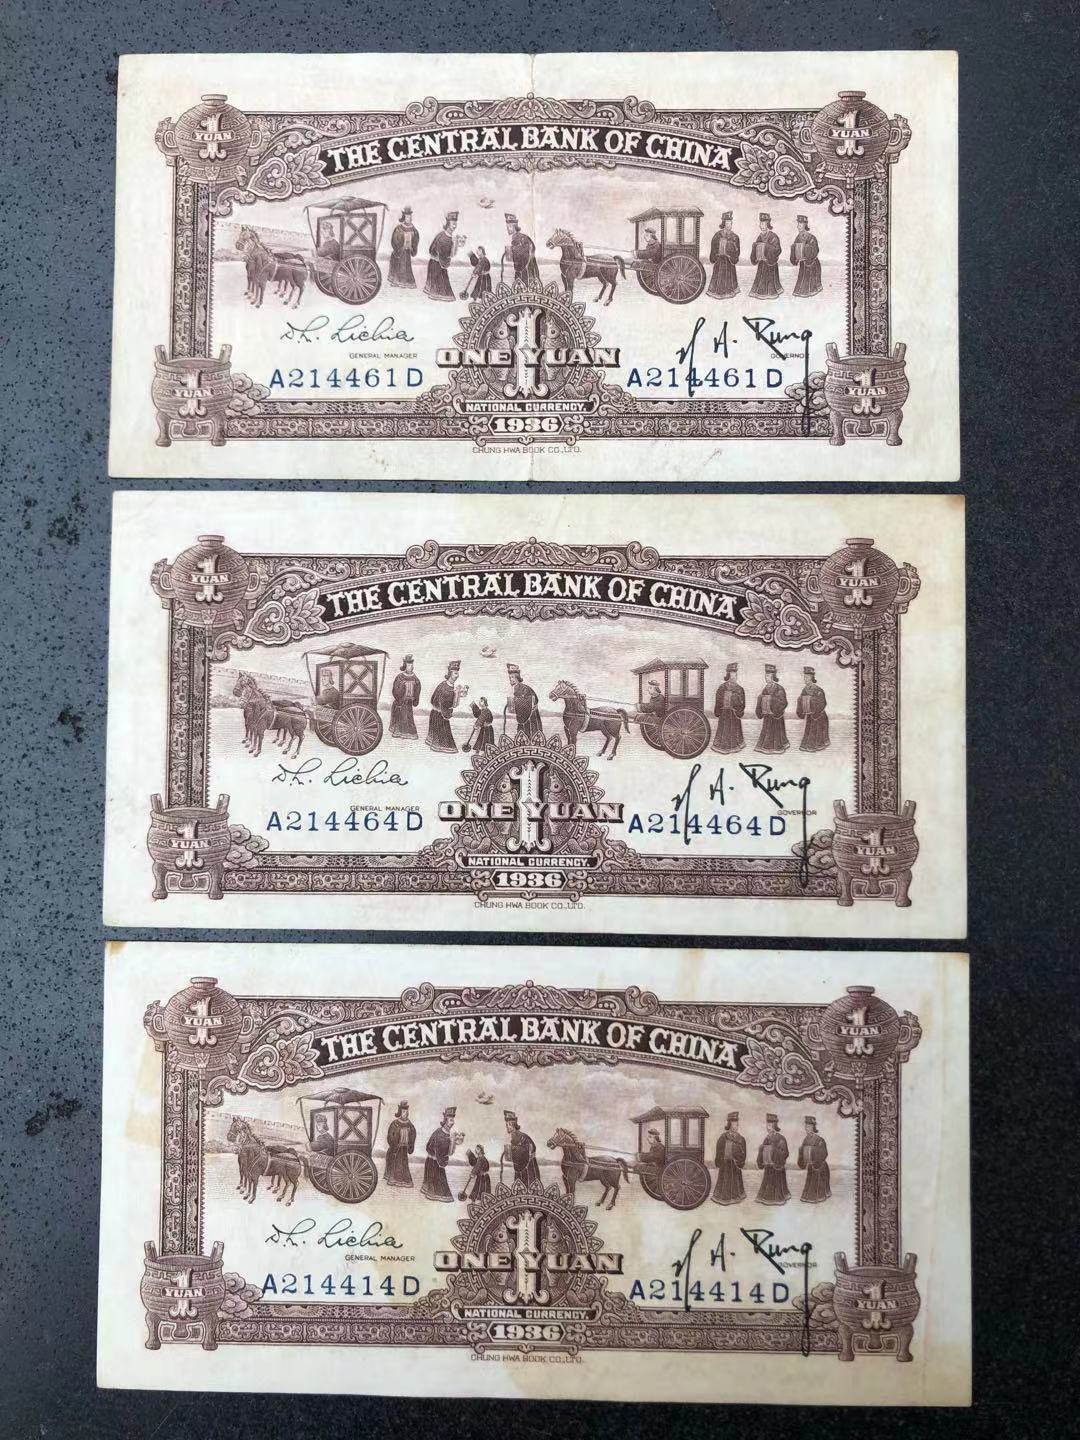 1 YUAN
1 YUAN
THE CENTRAL BANK OF CHINA
GENERAL MANAGER
GOVERNOR
1
ONE YUAN
A214461D
A214461D
1 YUAN
1 YUAN
NATIONAL CURRENCY.
1936
CHUNG HWA BOOK CO.,LTD.
1 YUAN
1 YUAN
THE CENTRAL BANK OF CHINA
GENERAL MANAGER
GOVERNOR
1
ONE YUAN
A214464D
A214464D
1 YUAN
1 YUAN
NATIONAL CURRENCY.
1936
CHUNG HWA BOOK CO.,LTD.
1 YUAN
1 YUAN
THE CENTRAL BANK OF CHINA
GENERAL MANAGER
GOVERNOR
1
ONE YUAN
A214414D
A214414D
1 YUAN
1 YUAN
NATIONAL CURRENCY.
1936
CHUNG HWA BOOK CO.,LTD.